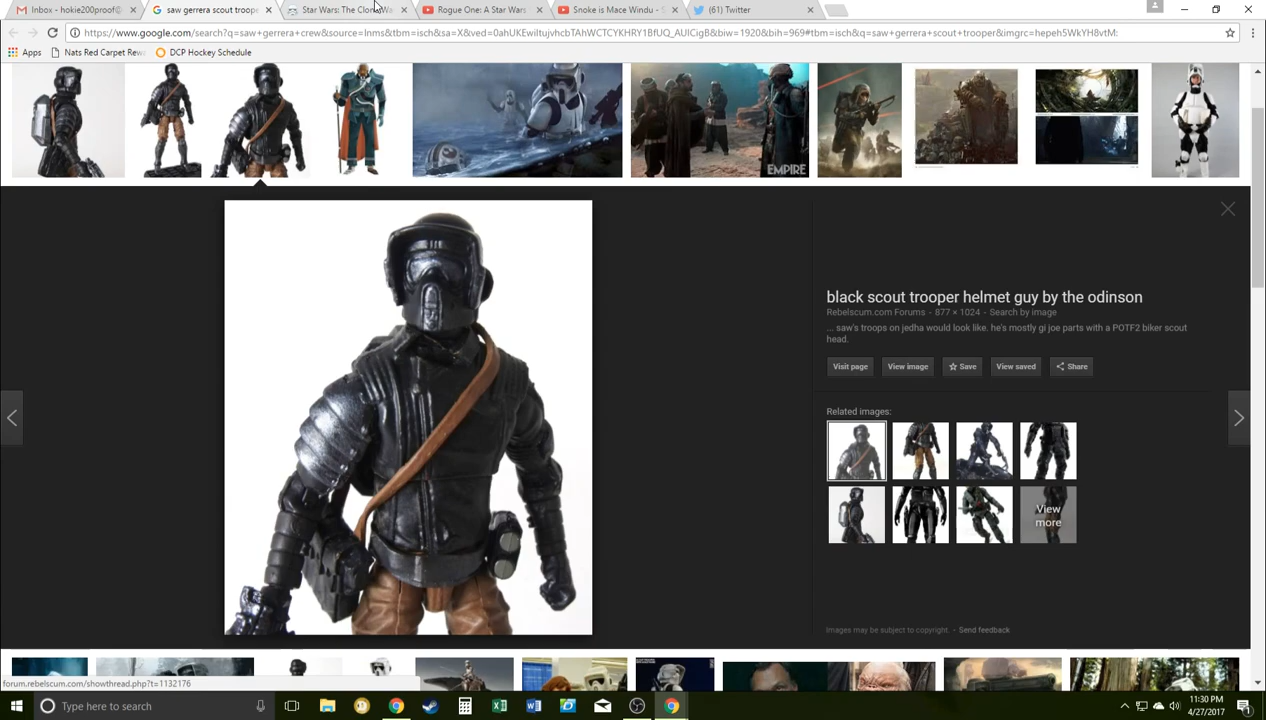 Inbox - hokie200proof@
saw gerrera scout troope
Star Wars: The Clone Wa
Rogue One: A Star Wars
Snoke is Mace Windu - S
(61) Twitter
https://www.google.com/search?q=saw+gerrera+crew&source=lnms&tbm=isch&sa=X&ved=0ahUKEwiItujvhcbTAhWCTCYKHRY1BfUQ_AUICigB&biw=1920&bih=969#tbm=isch&q=saw+gerrera+scout+trooper&imgrc=hepeh5WkYH8vtM:
Apps
Nats Red Carpet Rewa
DCP Hockey Schedule
EMPIRE
black scout trooper helmet guy by the odinson
Rebelscum.com Forums - 877 × 1024 - Search by image
... saw's troops on jedha would look like. he's mostly gi joe parts with a POTF2 biker scout
head.
Visit page
View image
Save
View saved
Share
Related images:
View
more
Images may be subject to copyright. - Send feedback
forum.rebelscum.com/showthread.php?t=1132176
Type here to search
11:30 PM
4/27/2017
1